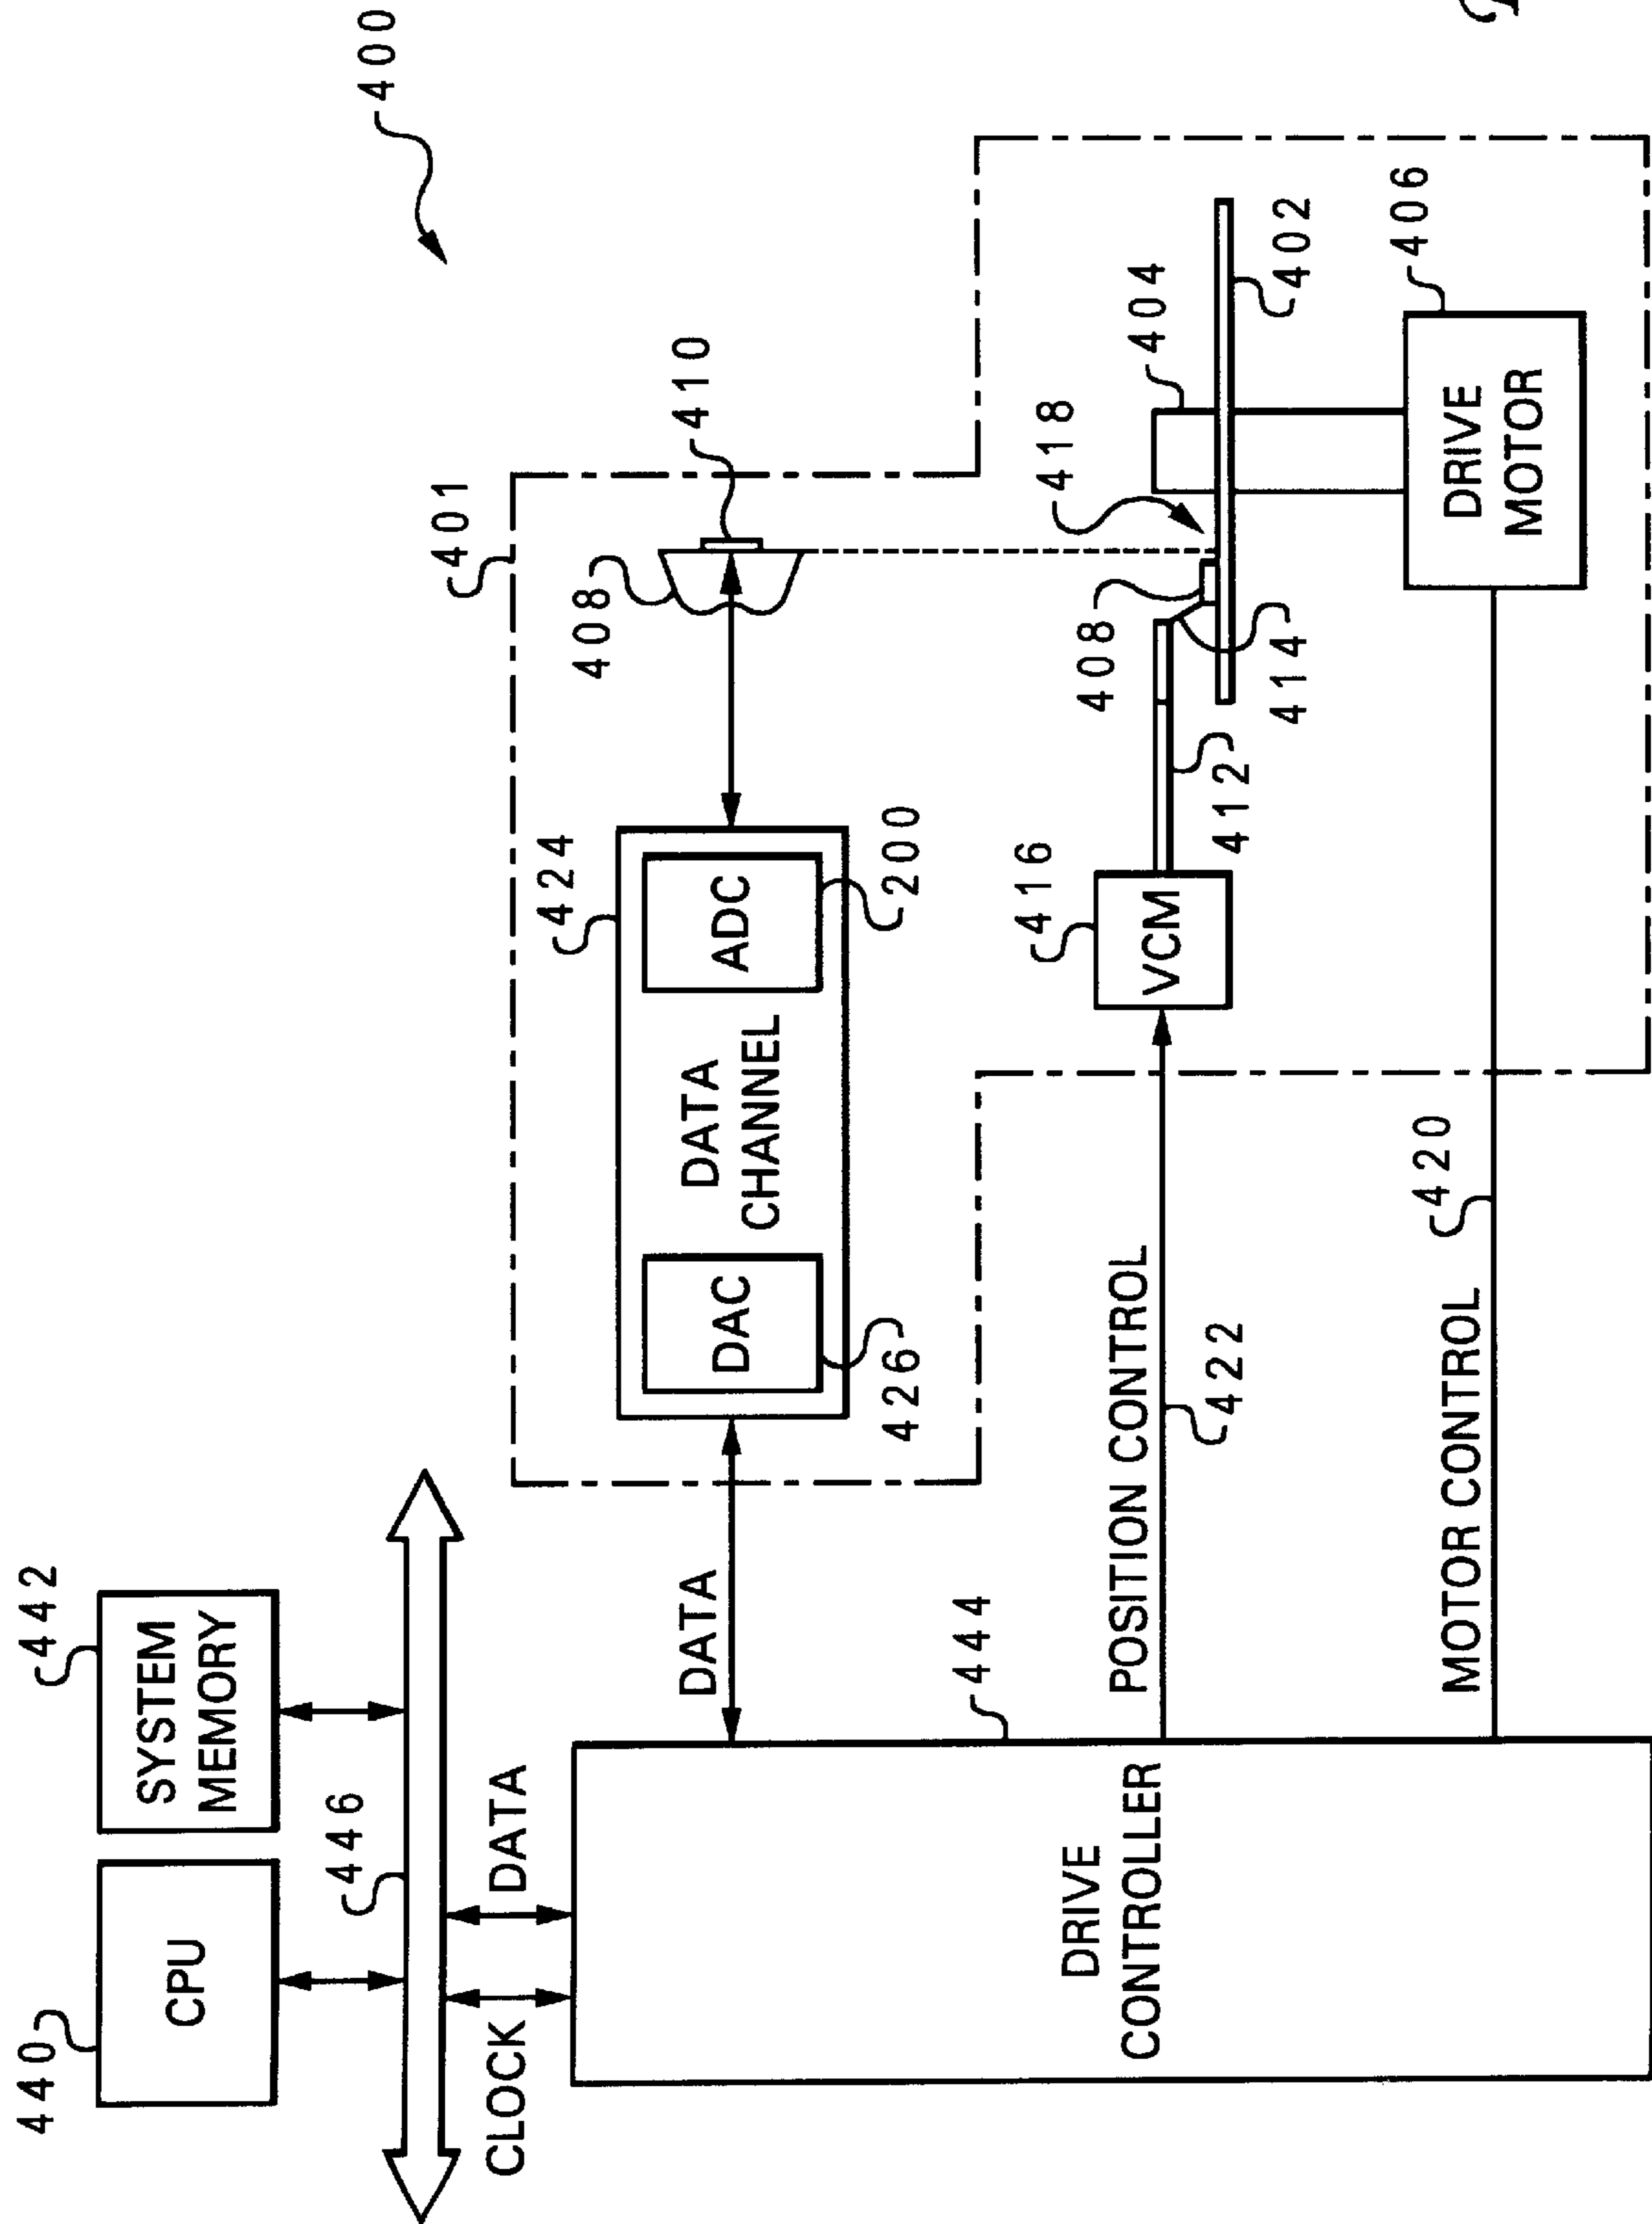 400
440
CPU
442
SYSTEM
MEMORY
446
CLOCK
DATA
DATA
401
424
DAC
426
DATA
CHANNEL
ADC
200
408
410
444
DRIVE
CONTROLLER
POSITION CONTROL
422
416
VCM
412
408
414
418
404
402
MOTOR CONTROL
420
DRIVE
MOTOR
406